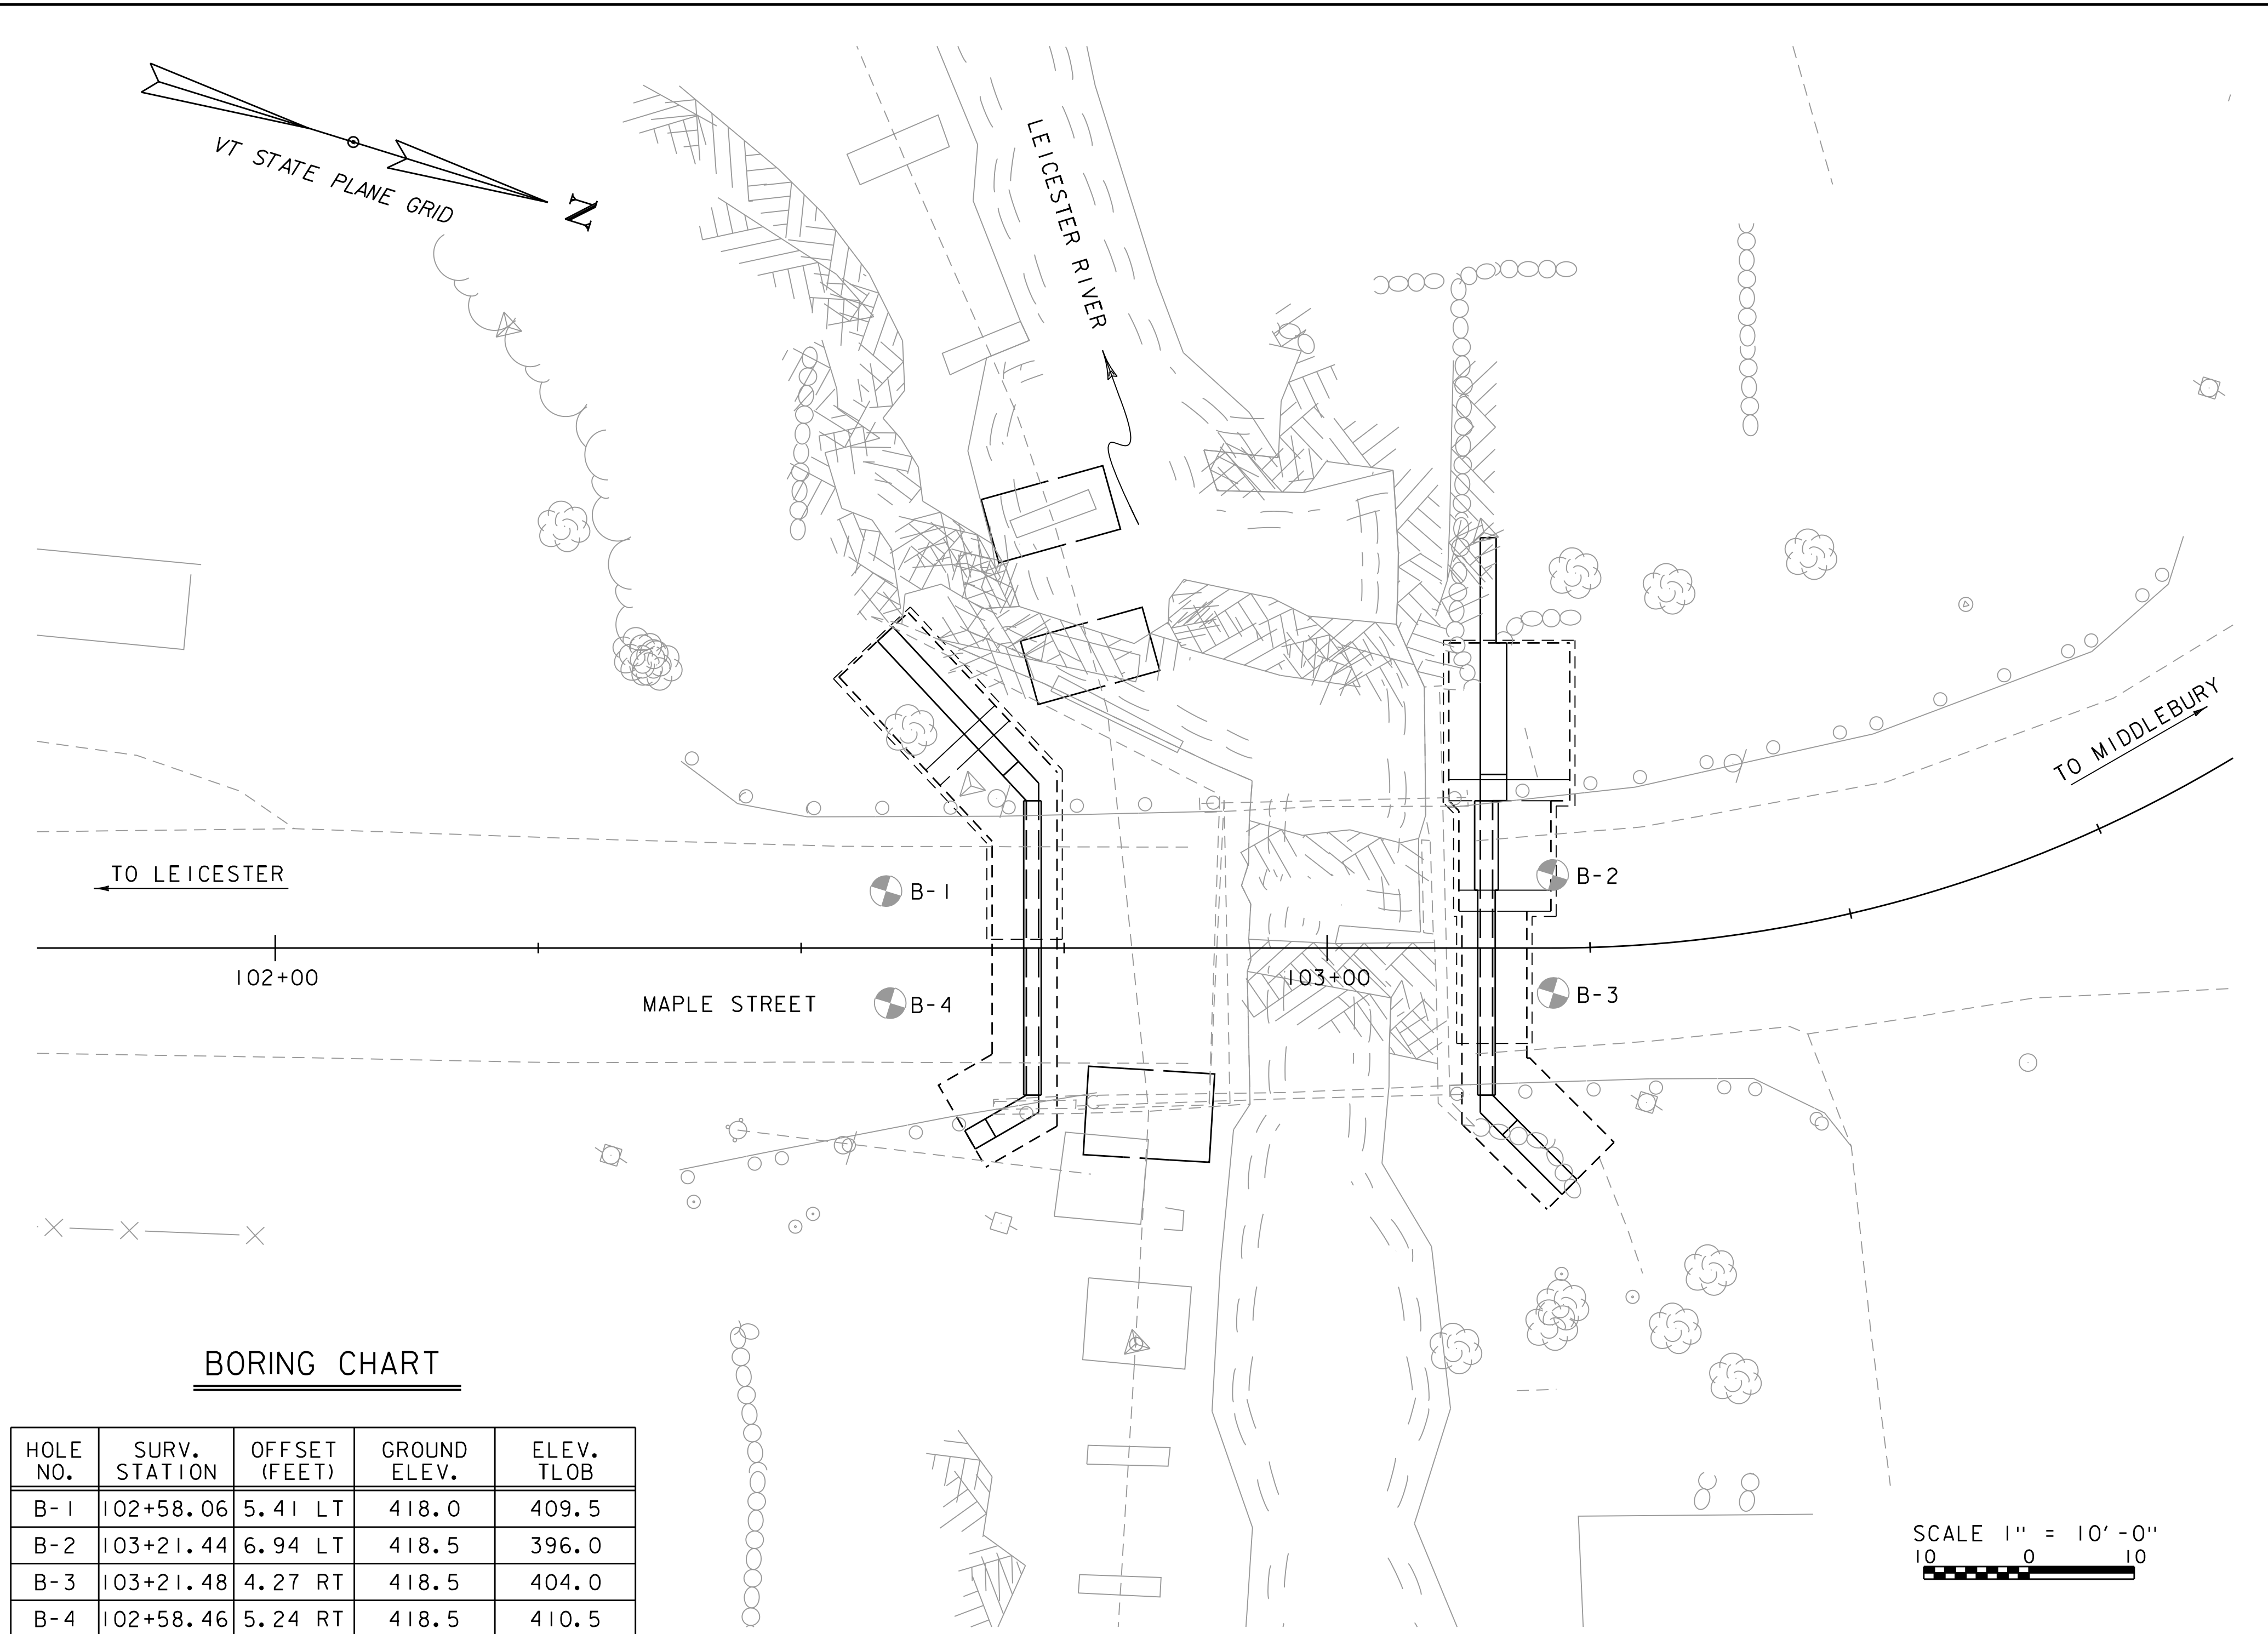 VT STATE PLANE GRID
N
LEICESTER RIVER
TO MIDDLEBURY
TO LEICESTER
B-1
B-2
102+00
103+00
MAPLE STREET
B-4
B-3
BORING CHART
HOLE NO. SURV. STATION OFFSET (FEET) GROUND ELEV. ELEV. TLOB
B-1 102+58.06 5.41 LT 418.0 409.5
B-2 103+21.44 6.94 LT 418.5 396.0
B-3 103+21.48 4.27 RT 418.5 404.0
B-4 102+58.46 5.24 RT 418.5 410.5
SCALE 1" = 10'-0"
10 0 10